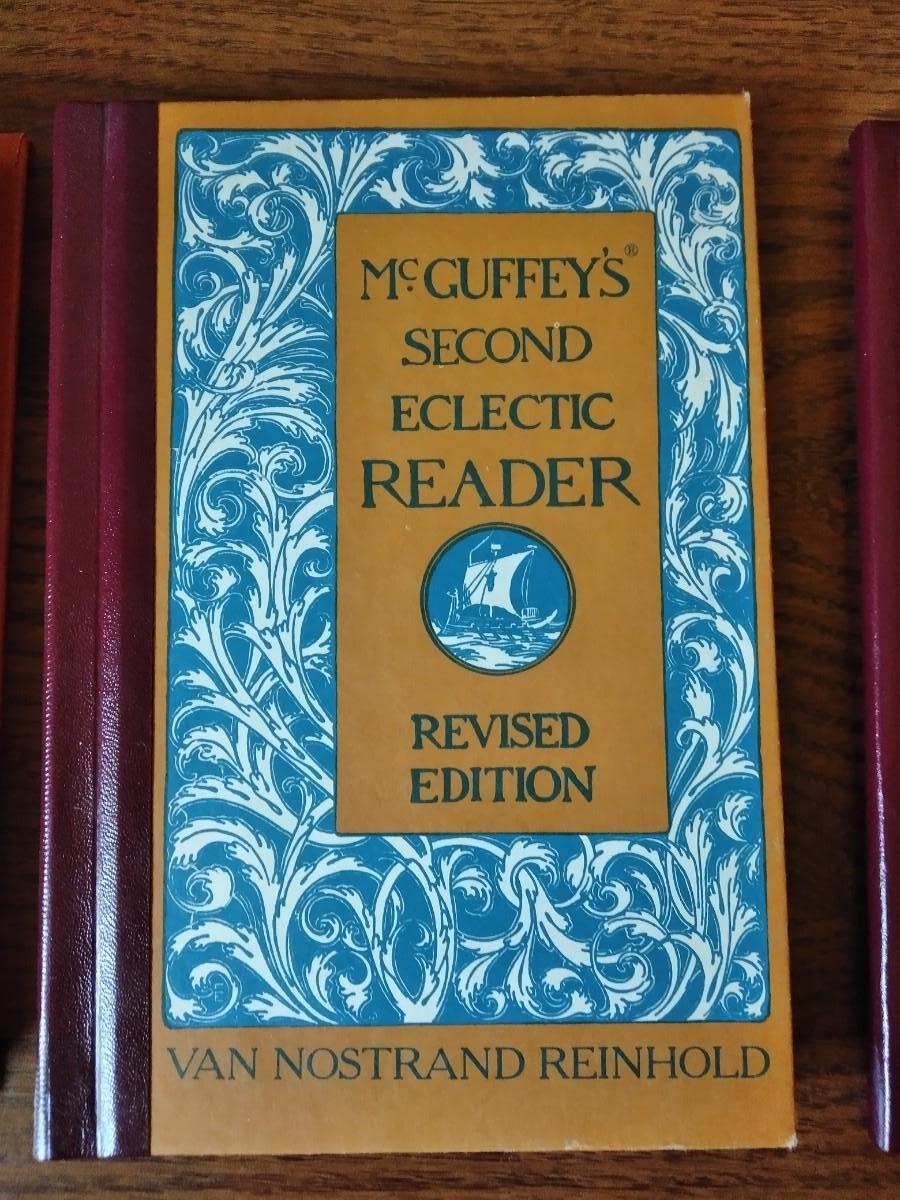 McGUFFEY'S®
SECOND
ECLECTIC
READER
REVISED
EDITION
VAN NOSTRAND REINHOLD